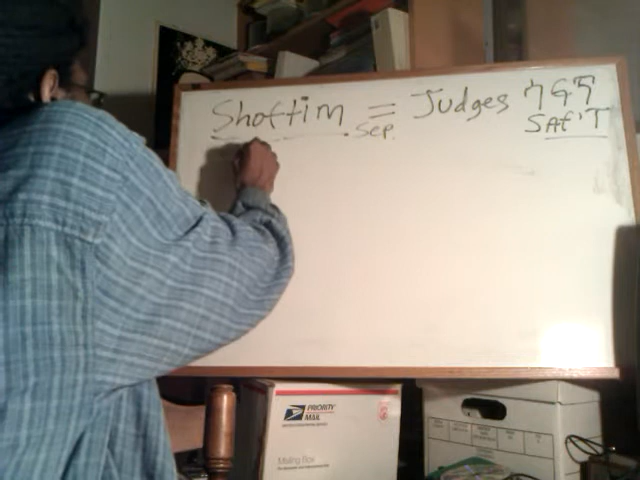 Shoftim = Judges
Sep.
SAf'T
PRIORITY
MAIL
Mailing Box